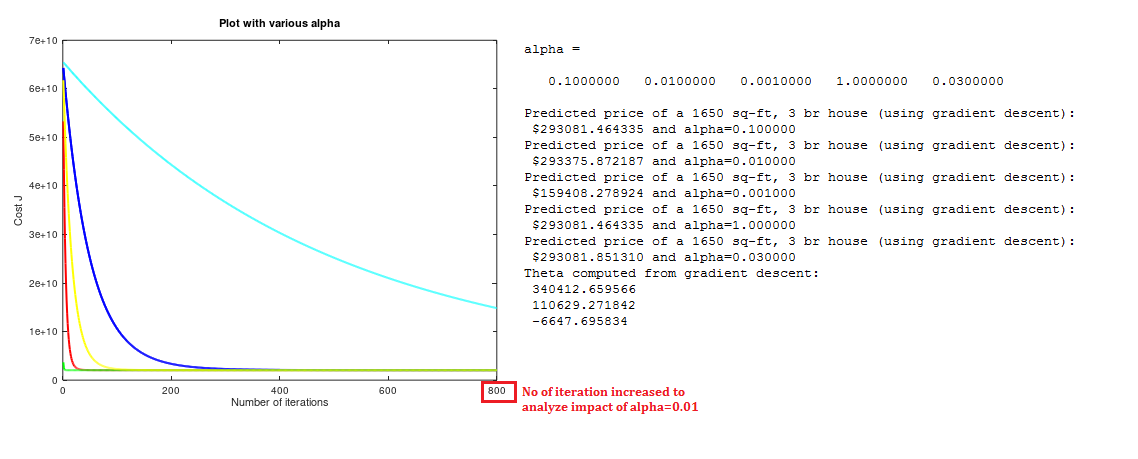 Plot with various alpha
7e+10
6e+10
5e+10
4e+10
3e+10
2e+10
1e+10
0
Cost J
0
200
400
600
800
Number of iterations
alpha =
0.1000000 0.0100000 0.0010000 1.0000000 0.0300000
Predicted price of a 1650 sq-ft, 3 br house (using gradient descent):
$293081.464335 and alpha=0.100000
Predicted price of a 1650 sq-ft, 3 br house (using gradient descent):
$293375.872187 and alpha=0.010000
Predicted price of a 1650 sq-ft, 3 br house (using gradient descent):
$159408.278924 and alpha=0.001000
Predicted price of a 1650 sq-ft, 3 br house (using gradient descent):
$293081.464335 and alpha=1.000000
Predicted price of a 1650 sq-ft, 3 br house (using gradient descent):
$293081.851310 and alpha=0.030000
Theta computed from gradient descent:
340412.659566
110629.271842
-6647.695834
No of iteration increased to
analyze impact of alpha=0.01